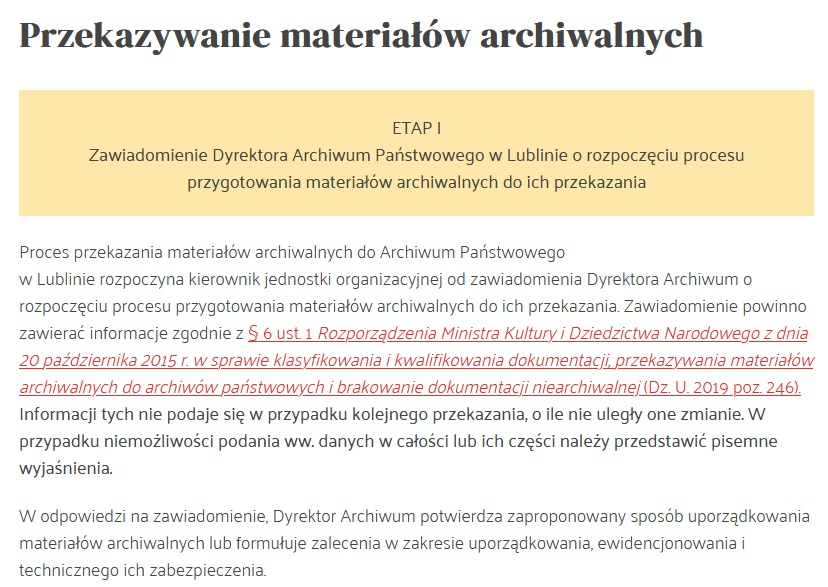 Przekazywanie materiałów archiwalnych
ETAP I
Zawiadomienie Dyrektora Archiwum Państwowego w Lublinie o rozpoczęciu procesu
przygotowania materiałów archiwalnych do ich przekazania
Proces przekazania materiałów archiwalnych do Archiwum Państwowego
w Lublinie rozpoczyna kierownik jednostki organizacyjnej od zawiadomienia Dyrektora Archiwum o
rozpoczęciu procesu przygotowania materiałów archiwalnych do ich przekazania. Zawiadomienie powinno
zawierać informacje zgodnie z § 6 ust. 1 Rozporządzenia Ministra Kultury i Dziedzictwa Narodowego z dnia
20 października 2015 r. w sprawie klasyfikowania i kwalifikowania dokumentacji, przekazywania materiałów
archiwalnych do archiwów państwowych i brakowanie dokumentacji niearchiwalnej (Dz. U. 2019 poz. 246).
Informacji tych nie podaje się w przypadku kolejnego przekazania, o ile nie uległy one zmianie. W
przypadku niemożliwości podania ww. danych w całości lub ich części należy przedstawić pisemne
wyjaśnienia.
W odpowiedzi na zawiadomienie, Dyrektor Archiwum potwierdza zaproponowany sposób uporządkowania
materiałów archiwalnych lub formułuje zalecenia w zakresie uporządkowania, ewidencjonowania i
technicznego ich zabezpieczenia.